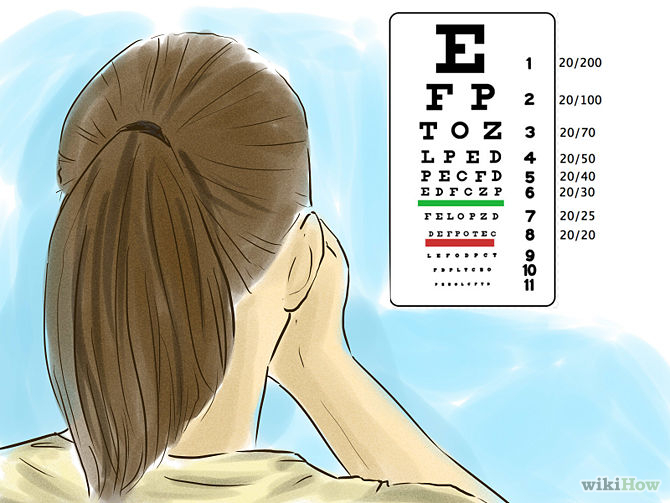 E 1 20/200
F P 2 20/100
T O Z 3 20/70
L P E D 4 20/50
P E C F D 5 20/40
E D F C Z P 6 20/30
F E L O P Z D 7 20/25
D E F P O T E C 8 20/20
L E F O D P C T 9
F D P L T C E O 10
11
wikiHow